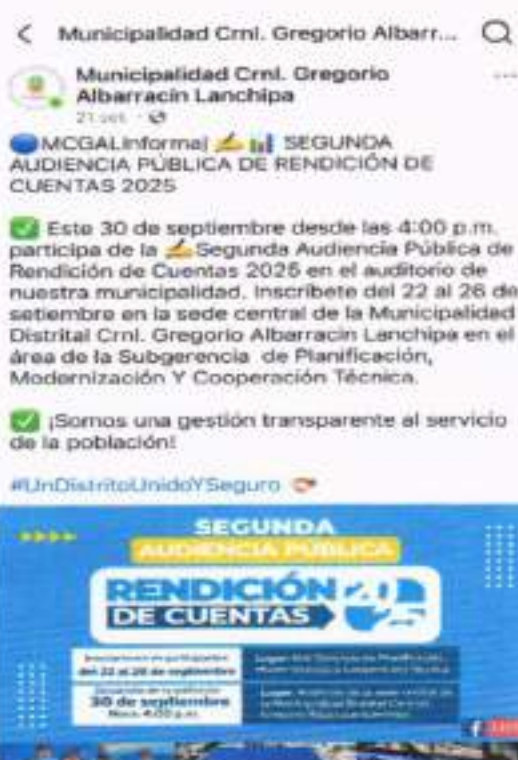 Municipalidad Crnl. Gregorio Albarr...
Municipalidad Crnl. Gregorio
Albarracín Lanchipa
21 set.
MCGALInforma| SEGUNDA
AUDIENCIA PÚBLICA DE RENDICIÓN DE
CUENTAS 2025
Este 30 de septiembre desde las 4:00 p.m.
participa de la Segunda Audiencia Pública de
Rendición de Cuentas 2025 en el auditorio de
nuestra municipalidad. Inscríbete del 22 al 26 de
setiembre en la sede central de la Municipalidad
Distrital Crnl. Gregorio Albarracín Lanchipa en el
área de la Subgerencia de Planificación,
Modernización Y Cooperación Técnica.
¡Somos una gestión transparente al servicio
de la población!
#UnDistritoUnidoYSeguro
SEGUNDA
AUDIENCIA PÚBLICA
RENDICIÓN 2025
DE CUENTAS
del 22 al 26 de septiembre
30 de septiembre
Hora: 4:00 p.m.